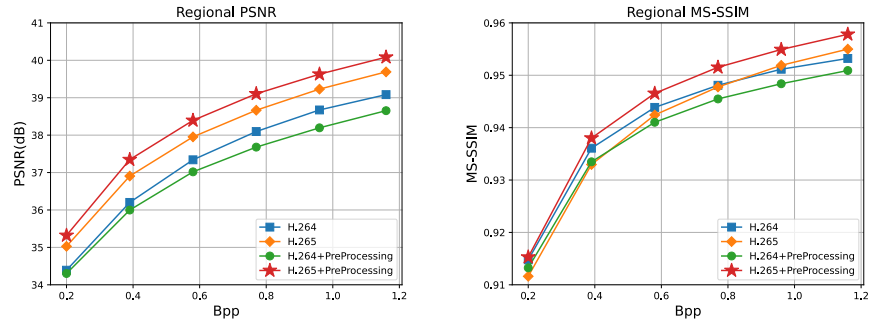 Regional PSNR
PSNR(dB)
41
40
39
38
37
36
35
34
0.2
0.4
0.6
0.8
1.0
1.2
Bpp
H.264
H.265
H.264+PreProcessing
H.265+PreProcessing
Regional MS-SSIM
MS-SSIM
0.96
0.95
0.94
0.93
0.92
0.91
0.2
0.4
0.6
0.8
1.0
1.2
Bpp
H.264
H.265
H.264+PreProcessing
H.265+PreProcessing